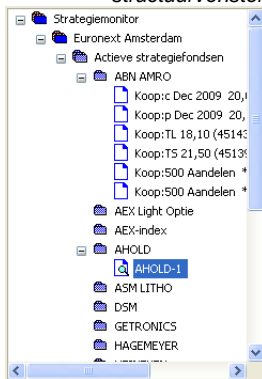 Strategiemonitor
Euronext Amsterdam
Actieve strategiefondsen
ABN AMRO
Koop:c Dec 2009 20,
Koop:p Dec 2009 20,
Koop:TL 18,10 (4514
Koop:TS 21,50 (4513
Koop:500 Aandelen *
Koop:500 Aandelen *
AEX Light Optie
AEX-index
AHOLD
AHOLD-1
ASM LITHO
DSM
GETRONICS
HAGEMEYER